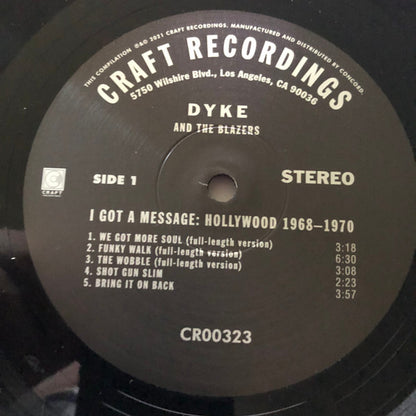 THIS COMPILATION ℗© 2021 CRAFT RECORDINGS. MANUFACTURED AND DISTRIBUTED BY CONCORD.
CRAFT RECORDINGS
5750 Wilshire Blvd., Los Angeles, CA 90036
DYKE
AND THE BLAZERS
C
CRAFT
SIDE 1
STEREO
I GOT A MESSAGE: HOLLYWOOD 1968–1970
1. WE GOT MORE SOUL (full-length version) 3:18
2. FUNKY WALK (full-length version) 6:30
3. THE WOBBLE (full-length version) 3:08
4. SHOT GUN SLIM 2:23
5. BRING IT ON BACK 3:57
CR00323